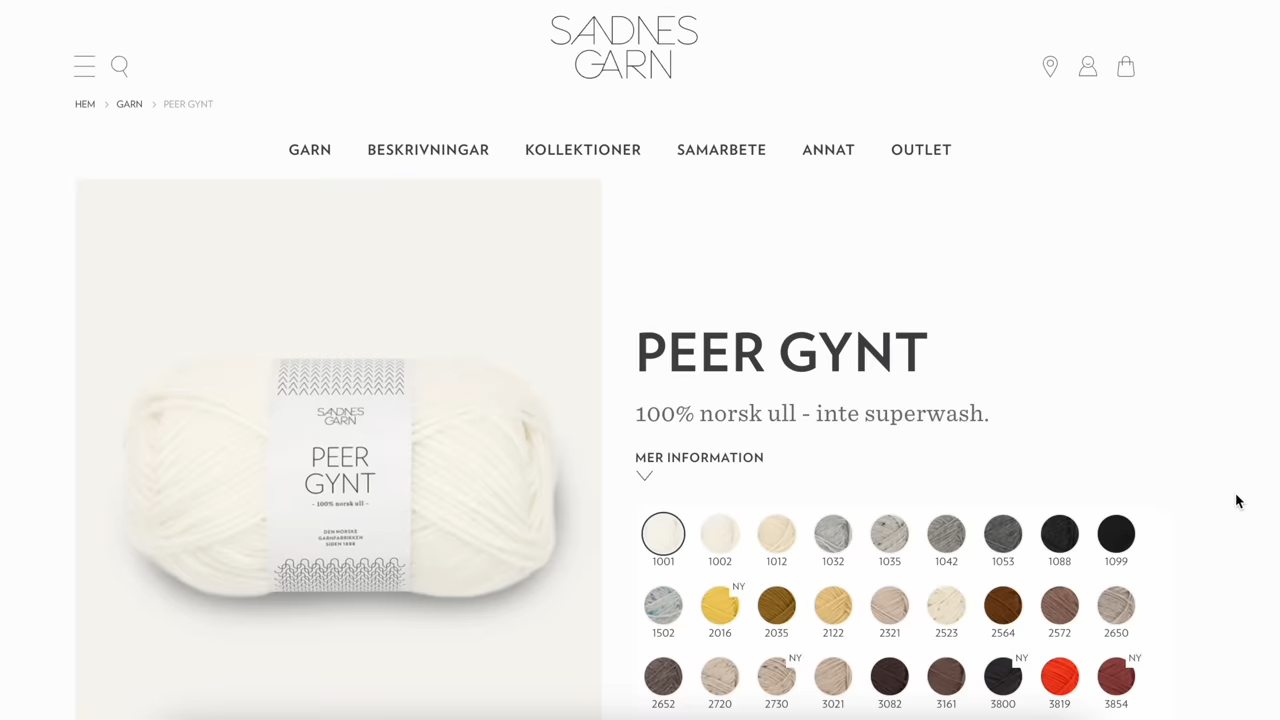 SANDNES
GARN
HEM > GARN > PEER GYNT
GARN BESKRIVNINGAR KOLLEKTIONER SAMARBETE ANNAT OUTLET
SANDNES
GARN
PEER
GYNT
- 100% norsk ull -
DEN NORSKE
GARNFABRIKKEN
SIDEN 1888
PEER GYNT
100% norsk ull - inte superwash.
MER INFORMATION
1001 1002 1012 1032 1035 1042 1053 1088 1099
NY
1502 2016 2035 2122 2321 2523 2564 2572 2650
NY NY NY
2652 2720 2730 3021 3082 3161 3800 3819 3854